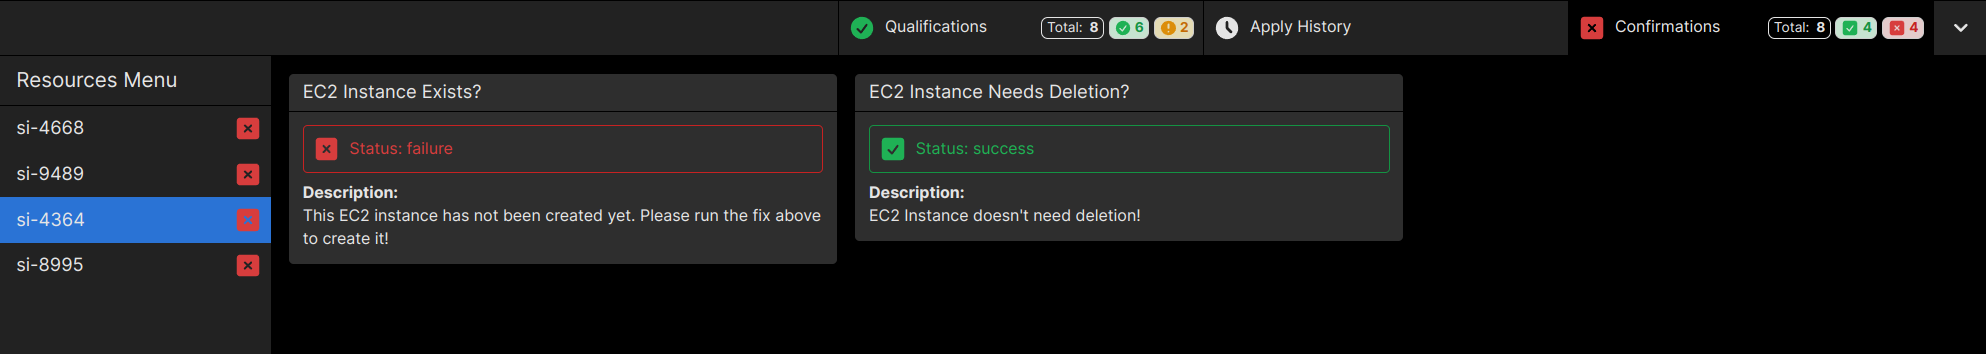 Qualifications Total: 8 6 2 Apply History Confirmations Total: 8 4 4
Resources Menu
si-4668
si-9489
si-4364
si-8995
EC2 Instance Exists?
Status: failure
Description:
This EC2 instance has not been created yet. Please run the fix above
to create it!
EC2 Instance Needs Deletion?
Status: success
Description:
EC2 Instance doesn't need deletion!